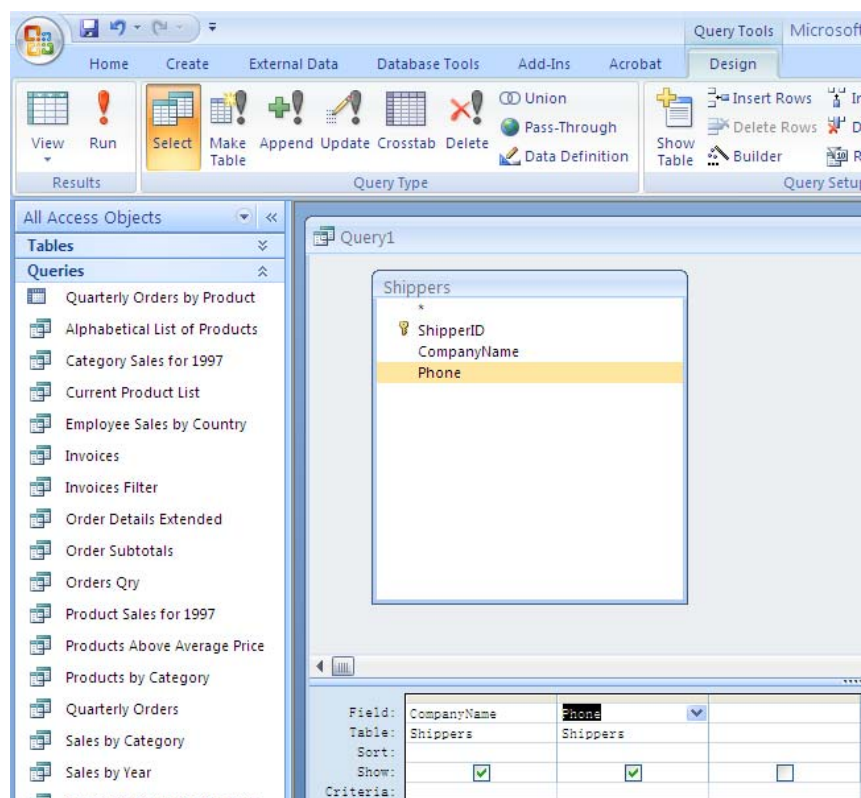 Query Tools Microsoft
Home Create External Data Database Tools Add-Ins Acrobat Design
View Run Select Make Table Append Update Crosstab Delete
Union
Pass-Through
Data Definition
Show Table
Insert Rows
Delete Rows
Builder
Results Query Type Query Setu
All Access Objects
Tables
Queries
Quarterly Orders by Product
Alphabetical List of Products
Category Sales for 1997
Current Product List
Employee Sales by Country
Invoices
Invoices Filter
Order Details Extended
Order Subtotals
Orders Qry
Product Sales for 1997
Products Above Average Price
Products by Category
Quarterly Orders
Sales by Category
Sales by Year
Query1
Shippers
*
ShipperID
CompanyName
Phone
Field: CompanyName Phone
Table: Shippers Shippers
Sort:
Show:
Criteria: